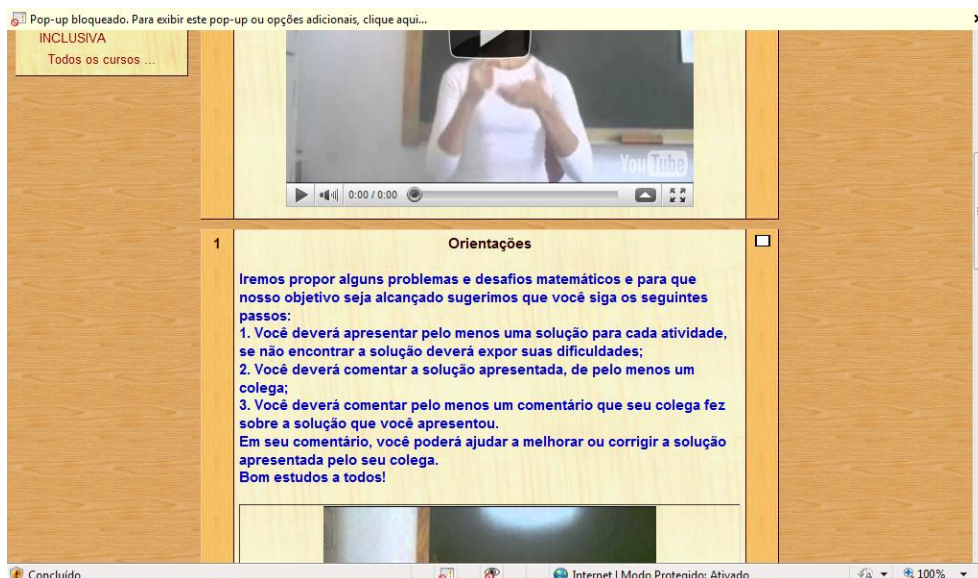 Pop-up bloqueado. Para exibir este pop-up ou opções adicionais, clique aqui...
INCLUSIVA
Todos os cursos ...
YouTube
0:00 / 0:00
1
Orientações
Iremos propor alguns problemas e desafios matemáticos e para que
nosso objetivo seja alcançado sugerimos que você siga os seguintes
passos:
1. Você deverá apresentar pelo menos uma solução para cada atividade,
se não encontrar a solução deverá expor suas dificuldades;
2. Você deverá comentar a solução apresentada, de pelo menos um
colega;
3. Você deverá comentar pelo menos um comentário que seu colega fez
sobre a solução que você apresentou.
Em seu comentário, você poderá ajudar a melhorar ou corrigir a solução
apresentada pelo seu colega.
Bom estudos a todos!
Concluído
Internet | Modo Protegido: Ativado
100%